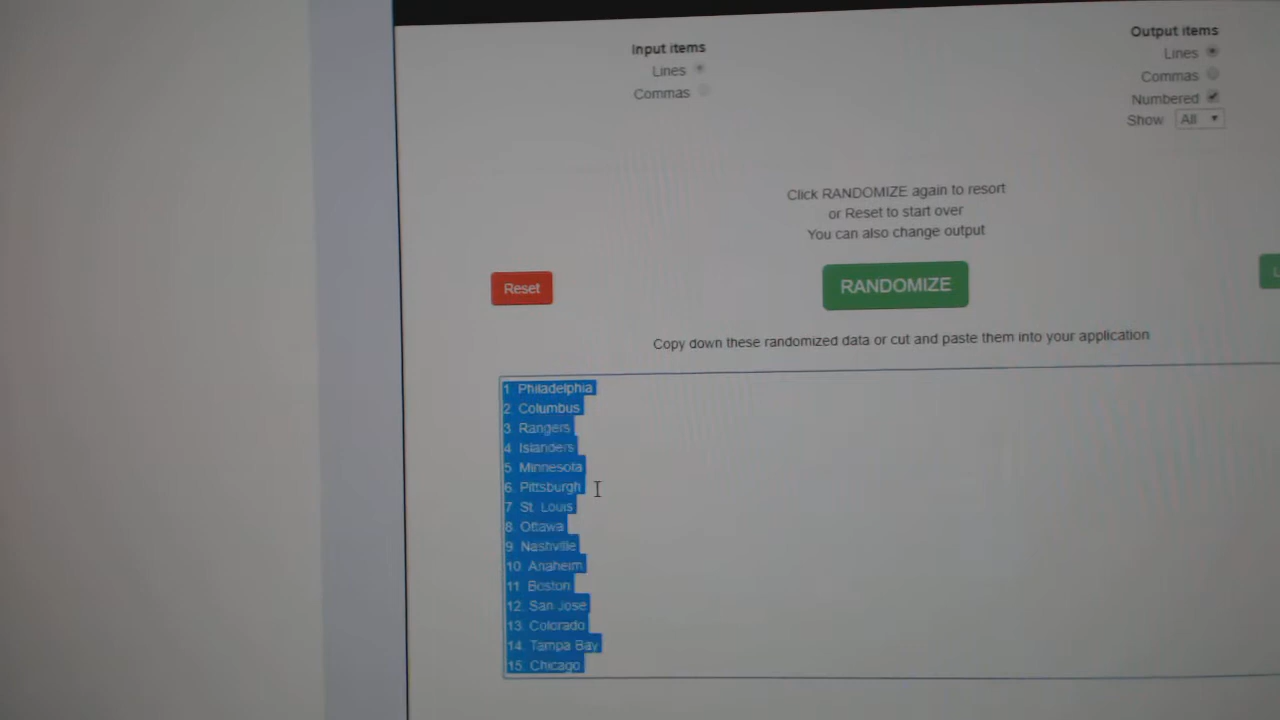 Input items
Lines
Commas
Output items
Lines
Commas
Numbered
Show All
Click RANDOMIZE again to resort
or Reset to start over
You can also change output
Reset
RANDOMIZE
Copy down these randomized data or cut and paste them into your application
1. Philadelphia
2. Columbus
3. Rangers
4. Islanders
5. Minnesota
6. Pittsburgh
7. St. Louis
8. Ottawa
9. Nashville
10. Anaheim
11. Boston
12. San Jose
13. Colorado
14. Tampa Bay
15. Chicago